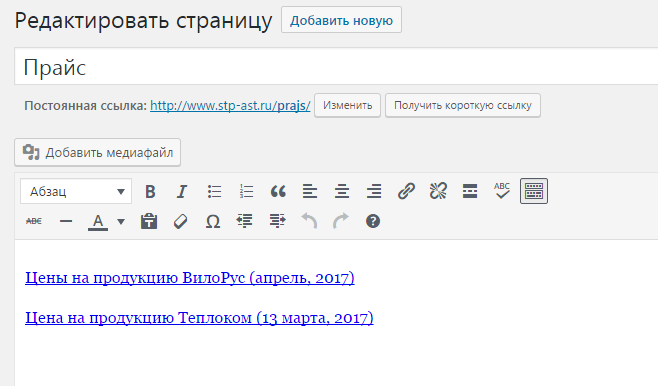 Редактировать страницу Добавить новую
Прайс
Постоянная ссылка: http://www.stp-ast.ru/prajs/ Изменить Получить короткую ссылку
Добавить медиафайл
Абзац B I ABC
ABC A T Ω ?
Цены на продукцию ВилоРус (апрель, 2017)
Цена на продукцию Теплоком (13 марта, 2017)